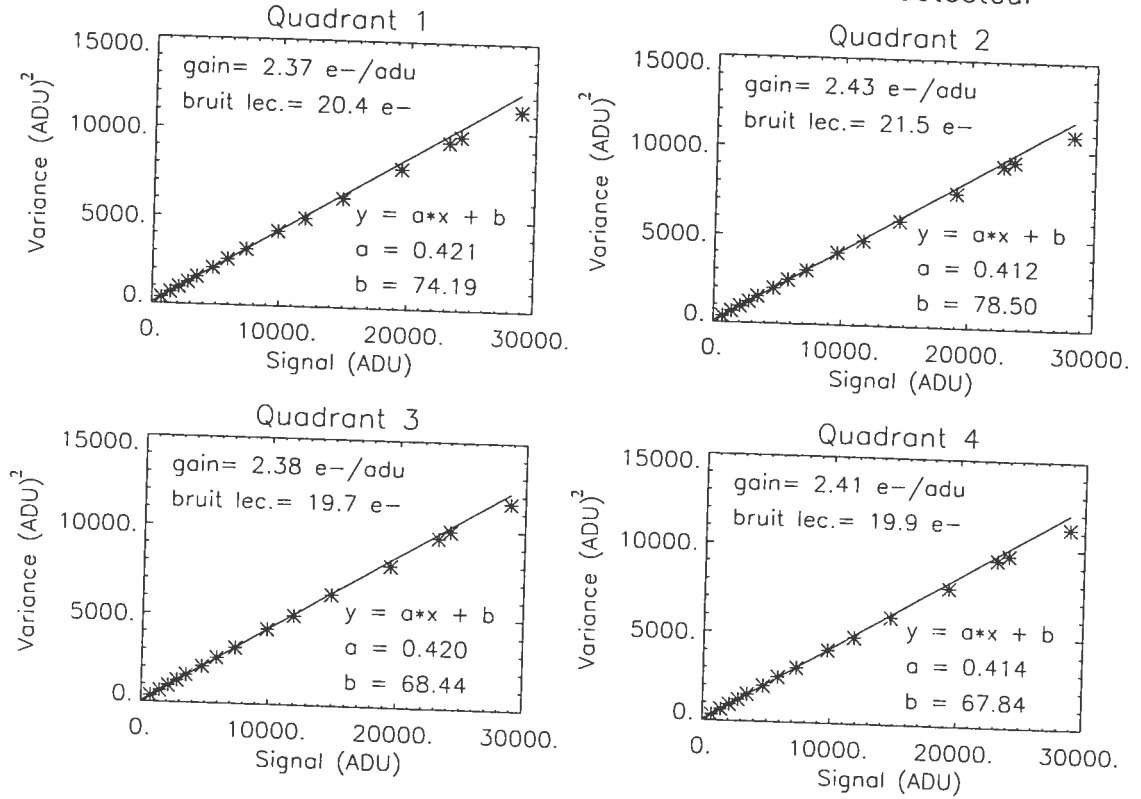 Quadrant 1
15000.
10000.
5000.
0.
Variance (ADU)2
gain= 2.37 e-/adu
bruit lec.= 20.4 e-
y = a*x + b
a = 0.421
b = 74.19
0. 10000. 20000. 30000.
Signal (ADU)
Quadrant 2
15000.
10000.
5000.
0.
Variance (ADU)2
gain= 2.43 e-/adu
bruit lec.= 21.5 e-
y = a*x + b
a = 0.412
b = 78.50
0. 10000. 20000. 30000.
Signal (ADU)
Quadrant 3
15000.
10000.
5000.
0.
Variance (ADU)2
gain= 2.38 e-/adu
bruit lec.= 19.7 e-
y = a*x + b
a = 0.420
b = 68.44
0. 10000. 20000. 30000.
Signal (ADU)
Quadrant 4
15000.
10000.
5000.
0.
Variance (ADU)2
gain= 2.41 e-/adu
bruit lec.= 19.9 e-
y = a*x + b
a = 0.414
b = 67.84
0. 10000. 20000. 30000.
Signal (ADU)